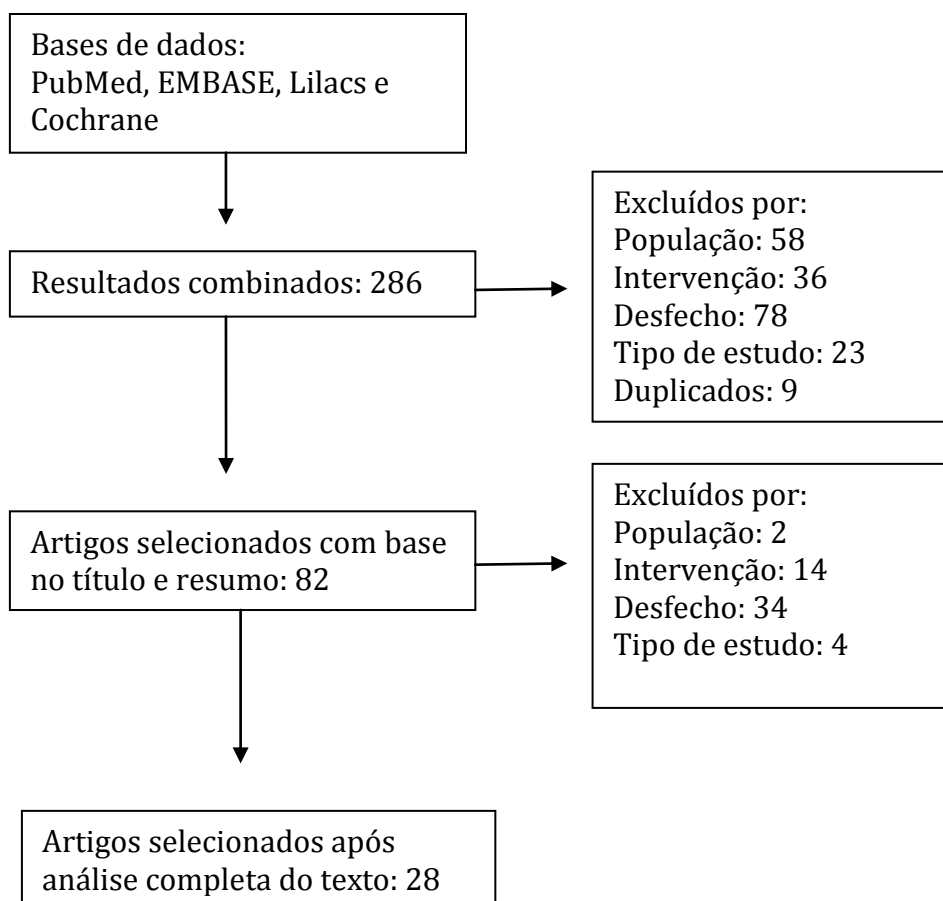 Bases de dados:
PubMed, EMBASE, Lilacs e
Cochrane
Resultados combinados: 286
Excluídos por:
População: 58
Intervenção: 36
Desfecho: 78
Tipo de estudo: 23
Duplicados: 9
Artigos selecionados com base
no título e resumo: 82
Excluídos por:
População: 2
Intervenção: 14
Desfecho: 34
Tipo de estudo: 4
Artigos selecionados após
análise completa do texto: 28